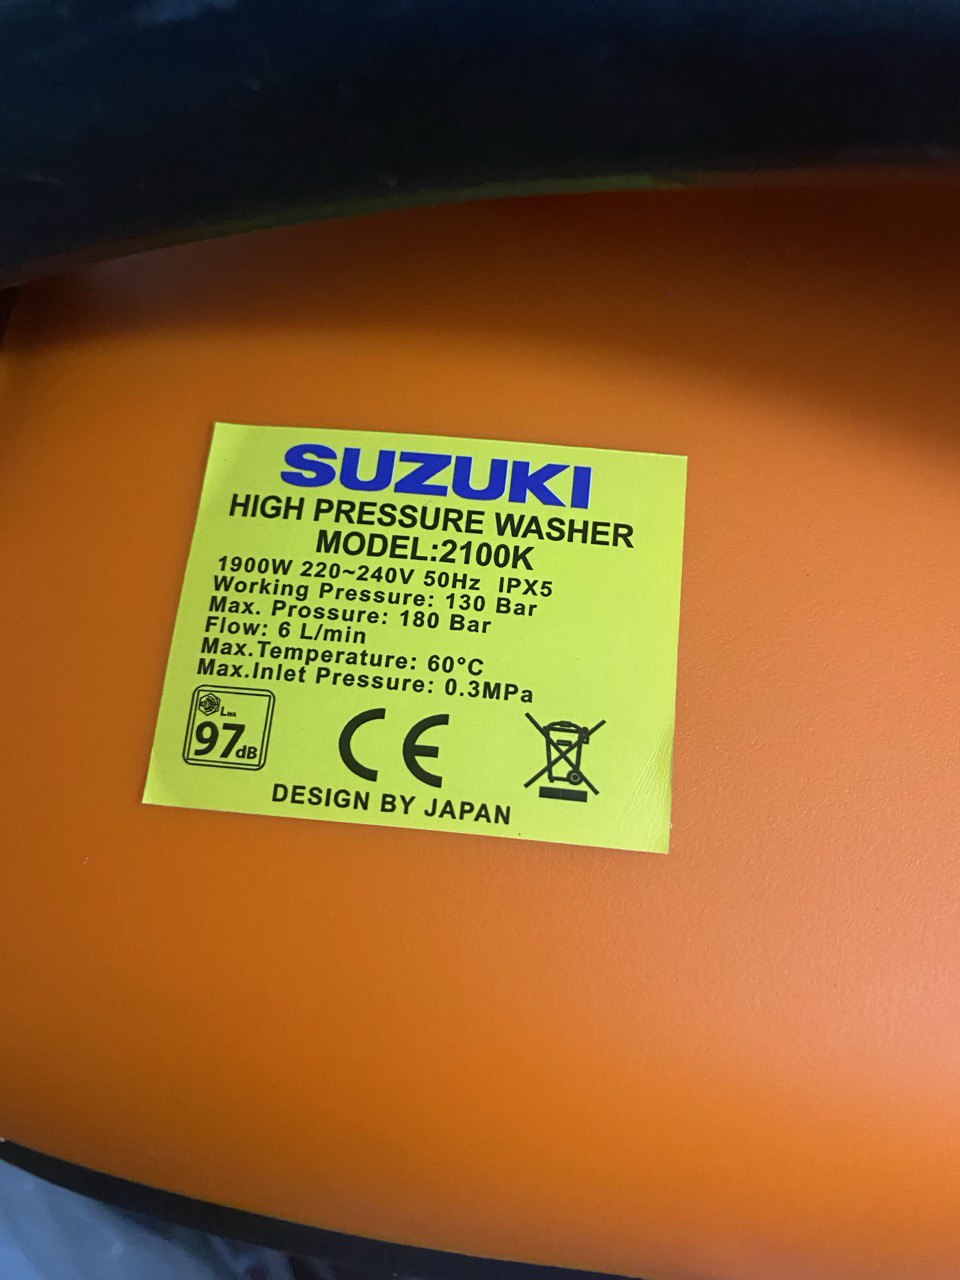 SUZUKI
HIGH PRESSURE WASHER
MODEL:2100K
1900W 220~240V 50Hz IPX5
Working Pressure: 130 Bar
Max. Prossure: 180 Bar
Flow: 6 L/min
Max.Temperature: 60°C
Max.Inlet Pressure: 0.3MPa
LWA
97dB
CE
DESIGN BY JAPAN